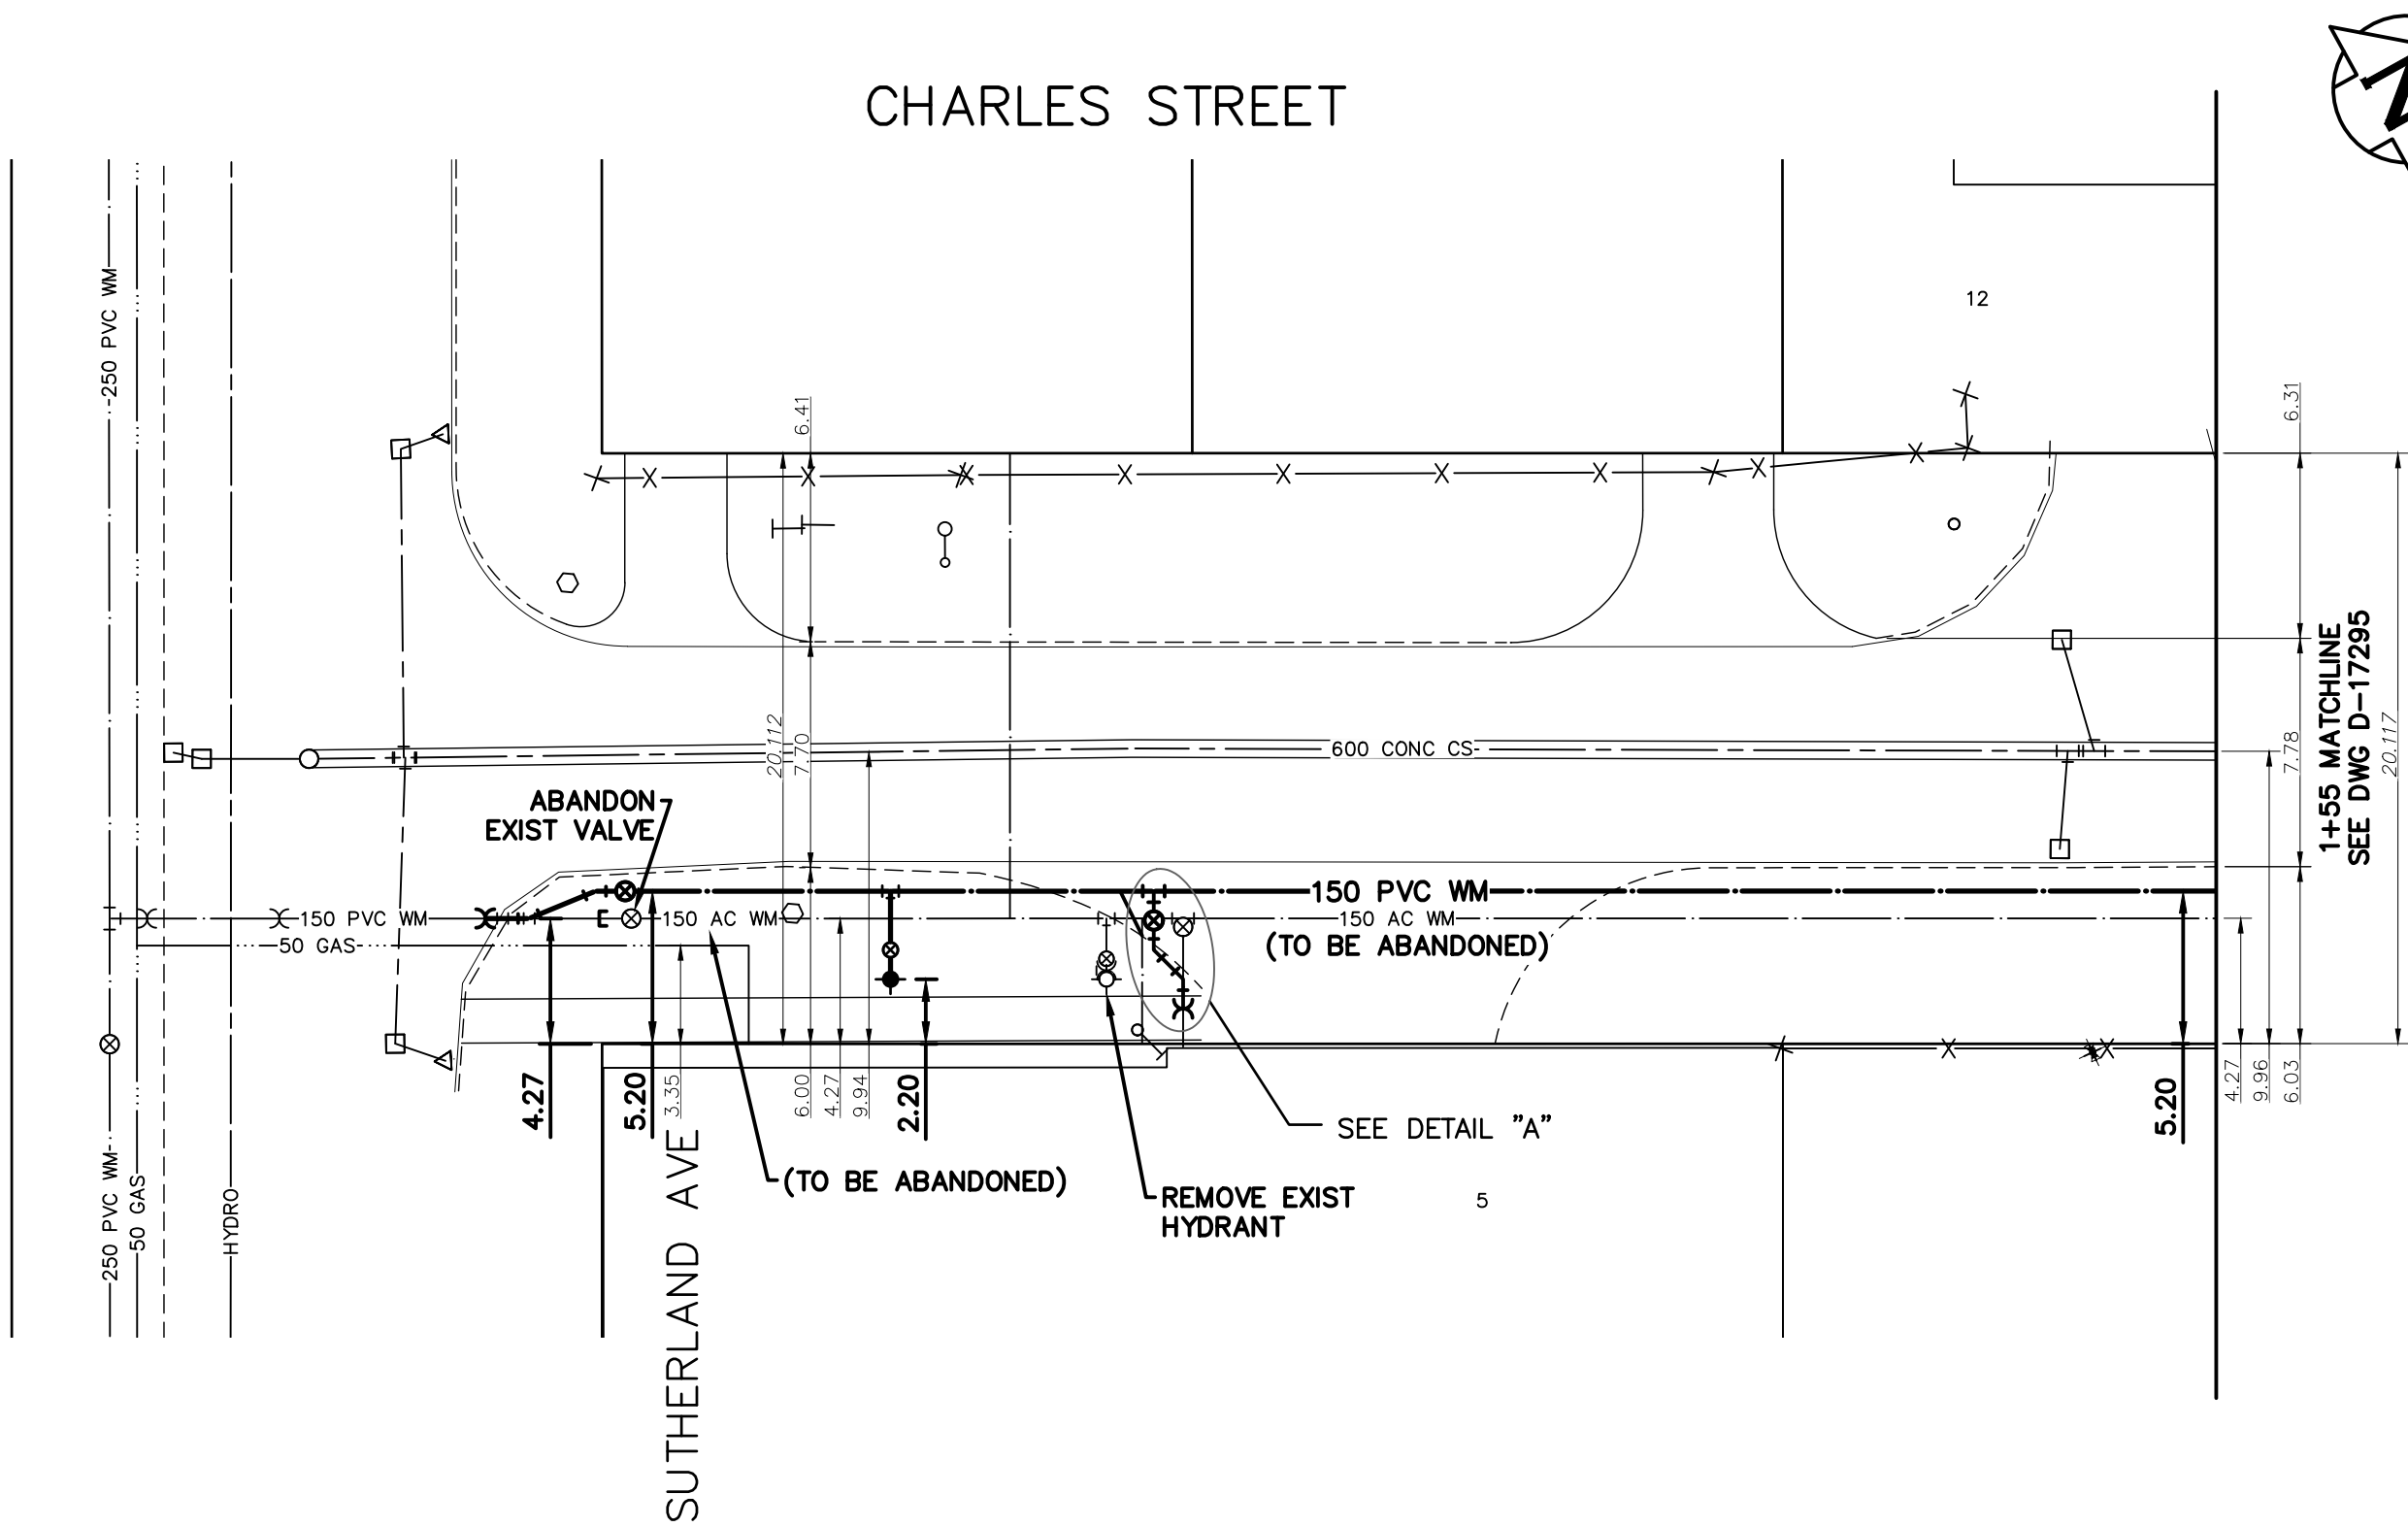 CHARLES STREET
N
250 PVC WM
12
6.41
6.31
1+55 MATCHLINE
SEE DWG D-17295
20.112
7.70
600 CONC CS
7.78
20.117
ABANDON
EXIST VALVE
150 PVC WM
E
150 AC WM
150 PVC WM
150 AC WM
(TO BE ABANDONED)
50 GAS
4.27
5.20
3.35
6.00
4.27
9.94
2.20
5.20
4.27
9.96
6.03
SEE DETAIL "A"
(TO BE ABANDONED)
REMOVE EXIST
HYDRANT
5
250 PVC WM
50 GAS
HYDRO
SUTHERLAND AVE